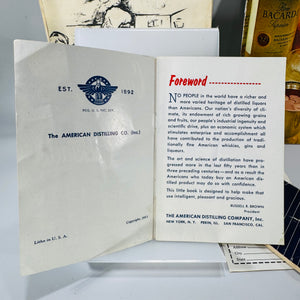 EST. 1892
REG. U. S. PAT. OFF.
The AMERICAN DISTILLING CO. (Inc.)
Litho in U. S. A.
Foreword
NO PEOPLE in the world have a richer and
more varied heritage of distilled liquors
than Americans. Our nation's diversity of cli-
mate, its endowment of rich growing grains
and fruits, our people's industrial ingenuity and
scientific drive, plus an economic system which
stimulates enterprise and accomplishment all
have contributed to the production of tradi-
tionally fine American whiskies, gins and
liqueurs.
The art and science of distillation have pro-
gressed more in the last fifty years than in
three preceding centuries—and as a result the
Americans who today buy an American dis-
tilled product may do so with confidence.
This little book is designed to help make
that use more pleasant and gracious.
RUSSELL R. BROWN
President
THE AMERICAN DISTILLING COMPANY, Inc.
NEW YORK, N. Y. PEKIN, ILL. SAN FRANCISCO, CAL.
BACARDI